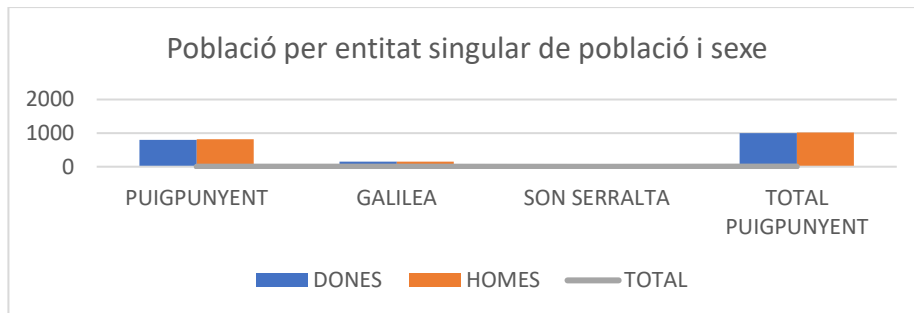 Població per entitat singular de població i sexe
2000
1000
0
PUIGPUNYENT GALILEA SON SERRALTA TOTAL
PUIGPUNYENT
DONES HOMES TOTAL